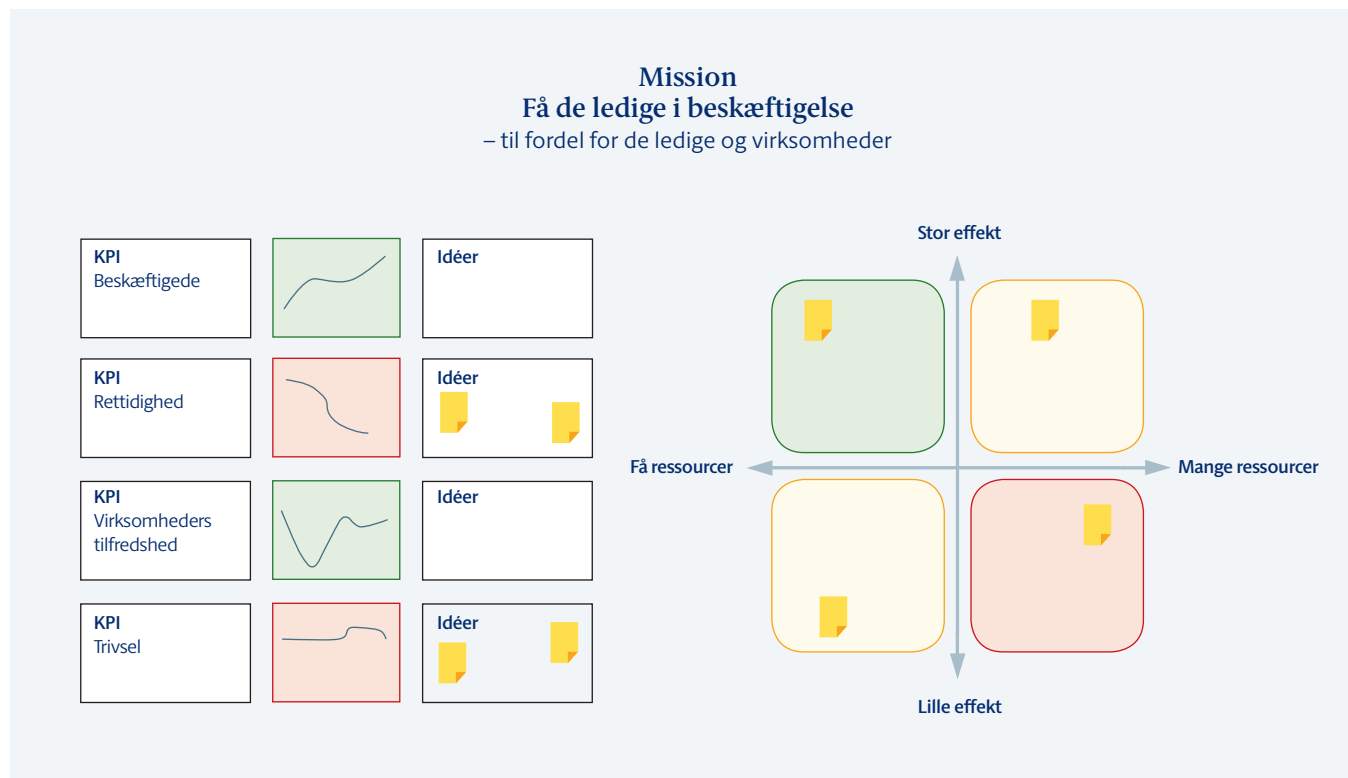 Mission
Få de ledige i beskæftigelse
– til fordel for de ledige og virksomheder
KPI
Beskæftigede
Idéer
KPI
Rettidighed
Idéer
KPI
Virksomheders
tilfredshed
Idéer
KPI
Trivsel
Idéer
Stor effekt
Få ressourcer
Mange ressourcer
Lille effekt